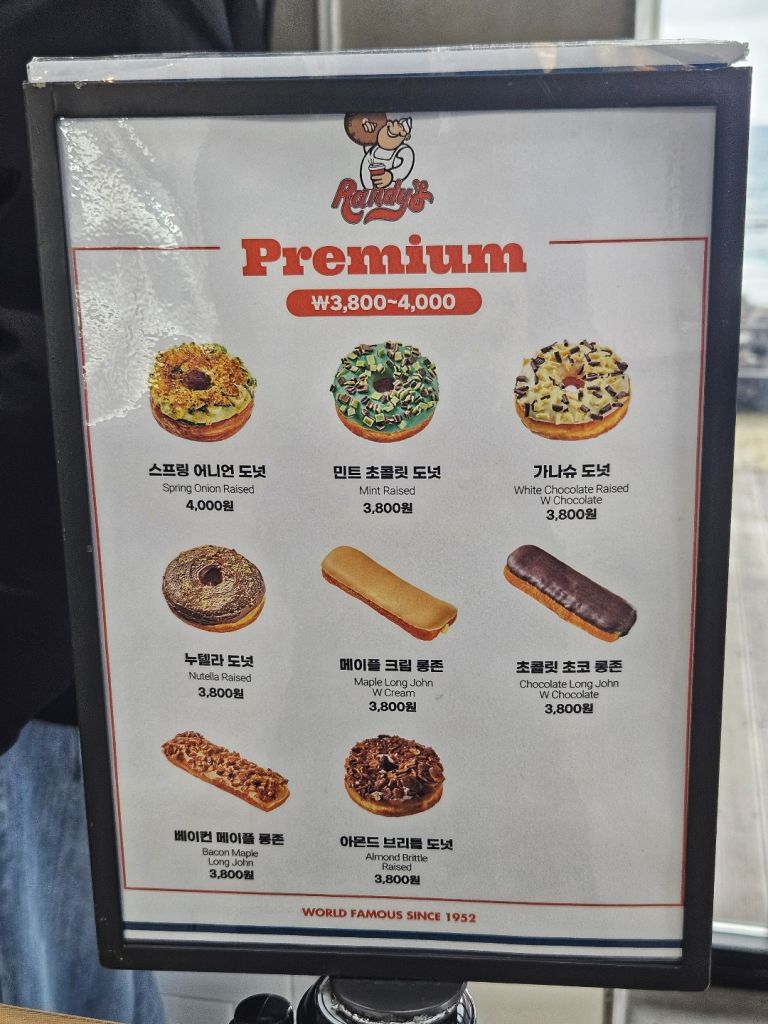 Randy's
Premium
₩3,800~4,000
스프링 어니언 도넛
Spring Onion Raised
4,000원
민트 초콜릿 도넛
Mint Raised
3,800원
가나슈 도넛
White Chocolate Raised
W Chocolate
3,800원
누텔라 도넛
Nutella Raised
3,800원
메이플 크림 롱존
Maple Long John
W Cream
3,800원
초콜릿 초코 롱존
Chocolate Long John
W Chocolate
3,800원
베이컨 메이플 롱존
Bacon Maple
Long John
3,800원
아몬드 브리틀 도넛
Almond Brittle
Raised
3,800원
WORLD FAMOUS SINCE 1952